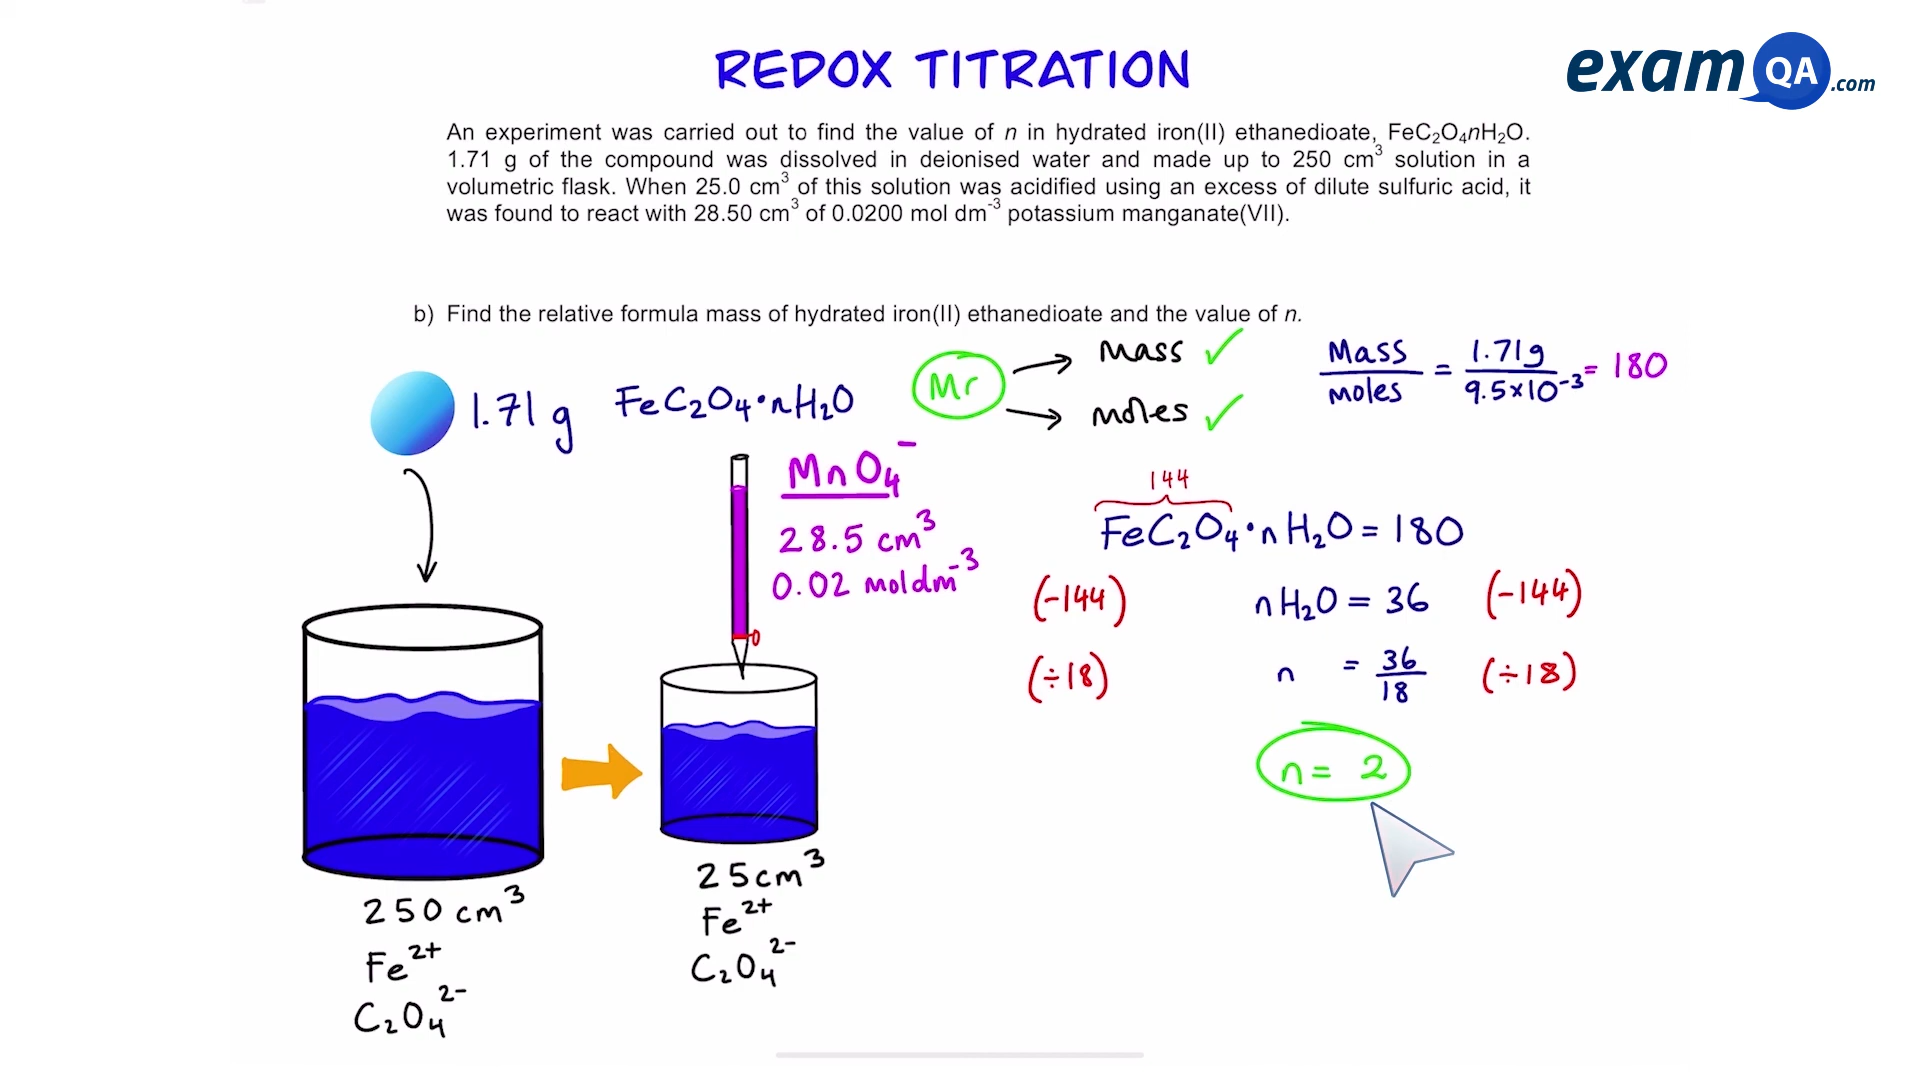 REDOX TITRATION
examQA.com
An experiment was carried out to find the value of n in hydrated iron(II) ethanedioate, FeC₂O₄nH₂O.
1.71 g of the compound was dissolved in deionised water and made up to 250 cm³ solution in a
volumetric flask. When 25.0 cm³ of this solution was acidified using an excess of dilute sulfuric acid, it
was found to react with 28.50 cm³ of 0.0200 mol dm⁻³ potassium manganate(VII).
b) Find the relative formula mass of hydrated iron(II) ethanedioate and the value of n.
1.71 g FeC₂O₄•nH₂O
Mr
Mass ✓
moles ✓
Mass / moles = 1.71g / 9.5×10⁻³ = 180
MnO₄⁻
28.5 cm³
0.02 moldm⁻³
0
144
FeC₂O₄•nH₂O = 180
(-144) nH₂O = 36 (-144)
(÷18) n = 36/18 (÷18)
n = 2
250 cm³
Fe²⁺
C₂O₄²⁻
25cm³
Fe²⁺
C₂O₄²⁻